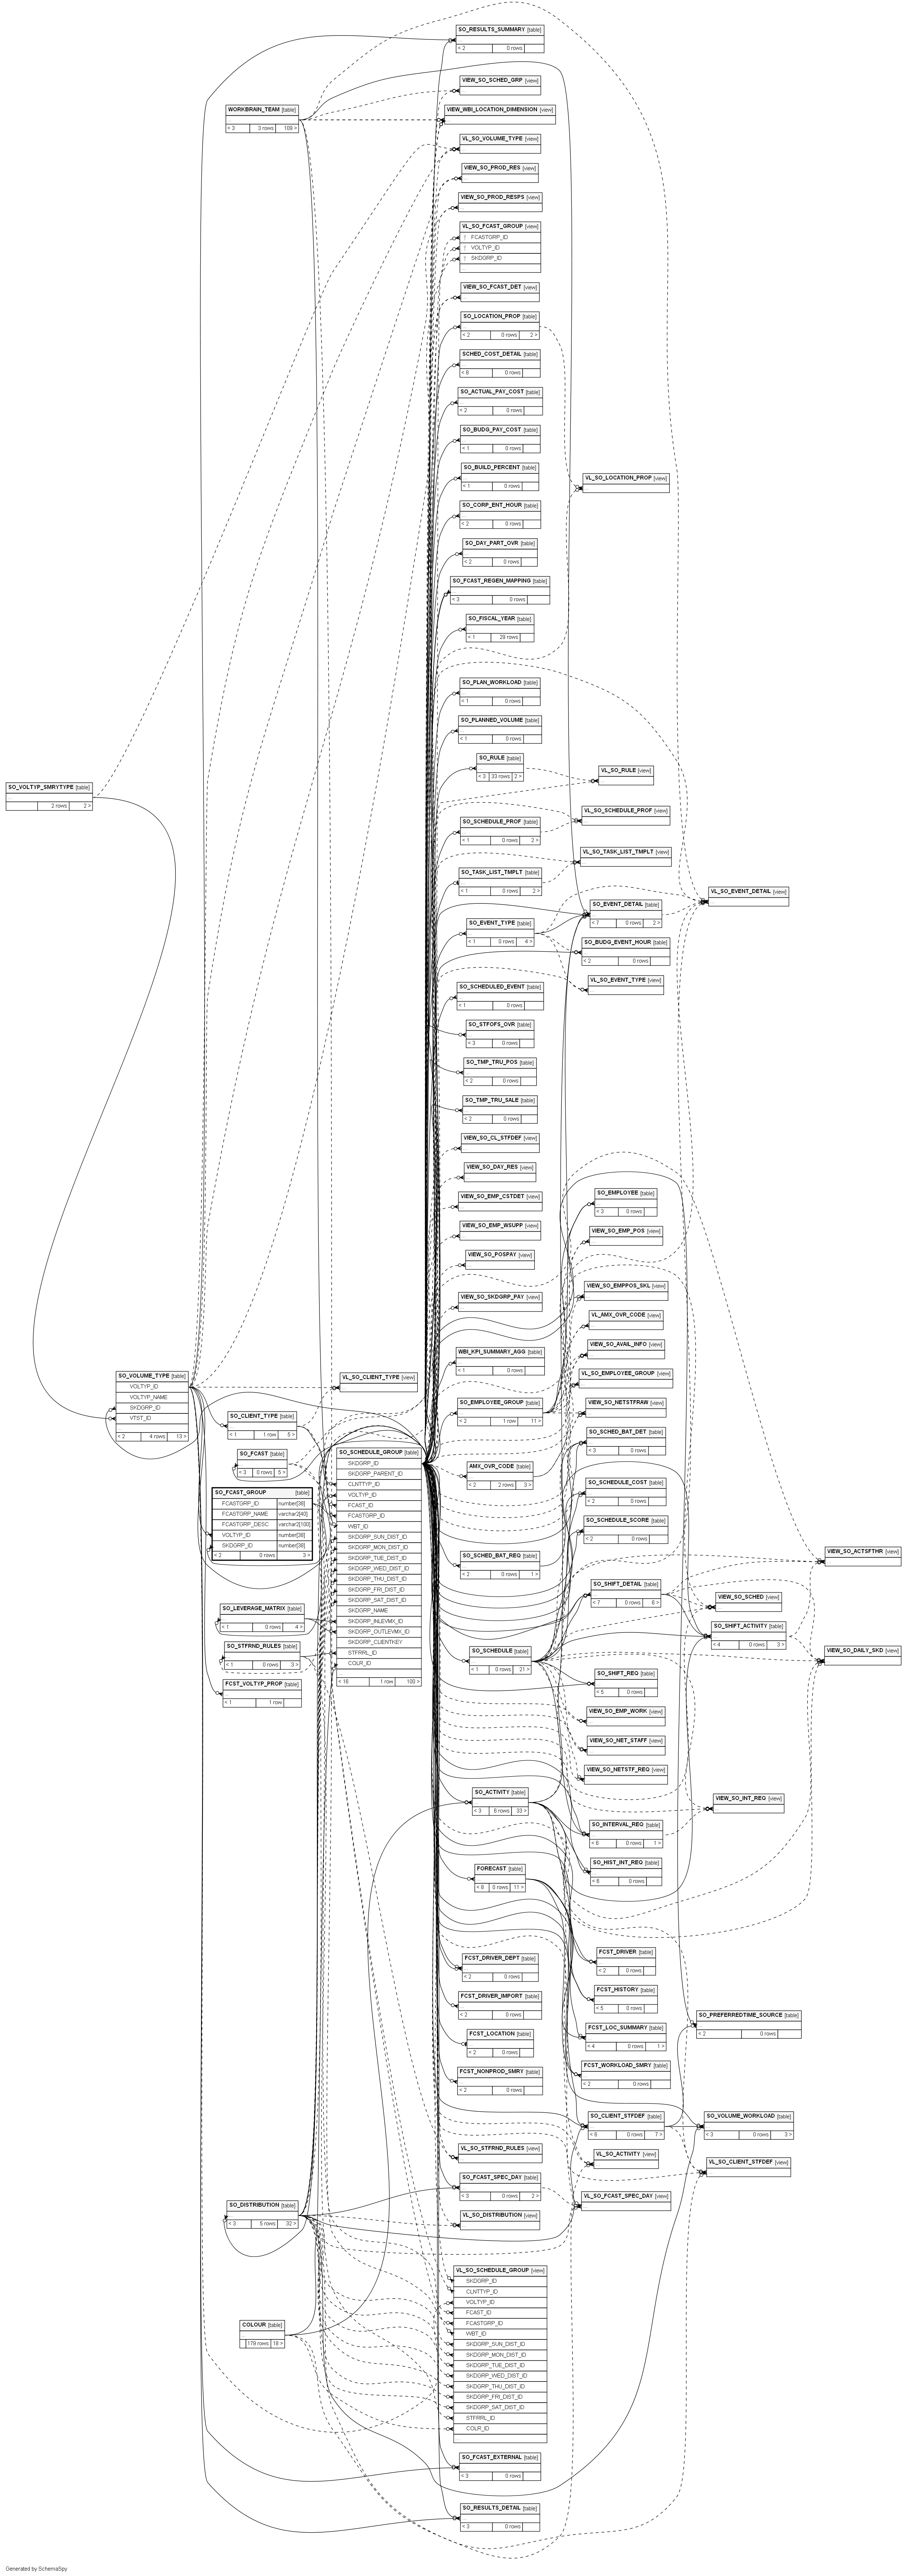 SO_RESULTS_SUMMARY [table]
< 2 0 rows
VIEW_SO_SCHED_GRP [view]
WORKBRAIN_TEAM [table]
< 3 3 rows 109 >
VIEW_WBI_LOCATION_DIMENSION [view]
VL_SO_VOLUME_TYPE [view]
VIEW_SO_PROD_RES [view]
VIEW_SO_PROD_RESPS [view]
VL_SO_FCAST_GROUP [view]
FCASTGRP_ID
VOLTYP_ID
SKDGRP_ID
...
VIEW_SO_FCAST_DET [view]
SO_LOCATION_PROP [table]
< 2 0 rows 2 >
SCHED_COST_DETAIL [table]
< 8 0 rows
SO_ACTUAL_PAY_COST [table]
< 2 0 rows
SO_BUDG_PAY_COST [table]
< 1 0 rows
SO_BUILD_PERCENT [table]
< 1 0 rows
VL_SO_LOCATION_PROP [view]
SO_CORP_ENT_HOUR [table]
< 2 0 rows
SO_DAY_PART_OVR [table]
< 2 0 rows
SO_FCAST_REGEN_MAPPING [table]
< 3 0 rows
SO_FISCAL_YEAR [table]
< 1 28 rows
SO_PLAN_WORKLOAD [table]
< 1 0 rows
SO_PLANNED_VOLUME [table]
< 1 0 rows
SO_RULE [table]
< 3 33 rows 2 >
VL_SO_RULE [view]
SO_VOLTYP_SMRYTYPE [table]
2 rows 2 >
VL_SO_SCHEDULE_PROF [view]
SO_SCHEDULE_PROF [table]
< 1 0 rows 2 >
VL_SO_TASK_LIST_TMPLT [view]
SO_TASK_LIST_TMPLT [table]
< 1 0 rows 2 >
VL_SO_EVENT_DETAIL [view]
SO_EVENT_DETAIL [table]
< 7 0 rows 2 >
SO_EVENT_TYPE [table]
< 1 0 rows 4 >
SO_BUDG_EVENT_HOUR [table]
< 2 0 rows
VL_SO_EVENT_TYPE [view]
SO_SCHEDULED_EVENT [table]
< 1 0 rows
SO_STFOFS_OVR [table]
< 3 0 rows
SO_TMP_TRU_POS [table]
< 2 0 rows
SO_TMP_TRU_SALE [table]
< 2 0 rows
VIEW_SO_CL_STFDEF [view]
VIEW_SO_DAY_RES [view]
SO_EMPLOYEE [table]
< 3 0 rows
VIEW_SO_EMP_CSTDET [view]
VIEW_SO_EMP_WSUPP [view]
VIEW_SO_EMP_POS [view]
VIEW_SO_POSPAY [view]
VIEW_SO_EMPPOS_SKL [view]
VIEW_SO_SKDGRP_PAY [view]
VL_AMX_OVR_CODE [view]
WBI_KPI_SUMMARY_AGG [table]
< 1 0 rows
VIEW_SO_AVAIL_INFO [view]
SO_VOLUME_TYPE [table]
VOLTYP_ID
VOLTYP_NAME
SKDGRP_ID
VTST_ID
...
< 2 4 rows 13 >
VL_SO_CLIENT_TYPE [view]
VL_SO_EMPLOYEE_GROUP [view]
SO_EMPLOYEE_GROUP [table]
< 2 1 row 11 >
VIEW_SO_NETSTFRAW [view]
SO_CLIENT_TYPE [table]
< 1 1 row 5 >
SO_SCHED_BAT_DET [table]
< 3 0 rows
SO_FCAST [table]
< 3 0 rows 5 >
SO_SCHEDULE_GROUP [table]
SKDGRP_ID
SKDGRP_PARENT_ID
CLNTTYP_ID
VOLTYP_ID
FCAST_ID
FCASTGRP_ID
WBT_ID
SKDGRP_SUN_DIST_ID
SKDGRP_MON_DIST_ID
SKDGRP_TUE_DIST_ID
SKDGRP_WED_DIST_ID
SKDGRP_THU_DIST_ID
SKDGRP_FRI_DIST_ID
SKDGRP_SAT_DIST_ID
SKDGRP_NAME
SKDGRP_INLEVMX_ID
SKDGRP_OUTLEVMX_ID
SKDGRP_CLIENTKEY
STFRRL_ID
COLR_ID
...
< 16 1 row 100 >
AMX_OVR_CODE [table]
< 2 2 rows 3 >
SO_SCHEDULE_COST [table]
< 2 0 rows
SO_FCAST_GROUP [table]
FCASTGRP_ID number[38]
FCASTGRP_NAME varchar2[40]
FCASTGRP_DESC varchar2[100]
VOLTYP_ID number[38]
SKDGRP_ID number[38]
< 2 0 rows 3 >
SO_SCHEDULE_SCORE [table]
< 2 0 rows
SO_SCHED_BAT_REQ [table]
< 2 0 rows 1 >
VIEW_SO_ACTSFTHR [view]
SO_SHIFT_DETAIL [table]
< 7 0 rows 6 >
VIEW_SO_SCHED [view]
SO_LEVERAGE_MATRIX [table]
< 1 0 rows 4 >
SO_SHIFT_ACTIVITY [table]
< 4 0 rows 3 >
SO_STFRND_RULES [table]
< 1 0 rows 3 >
SO_SCHEDULE [table]
< 1 0 rows 21 >
VIEW_SO_DAILY_SKD [view]
SO_SHIFT_REQ [table]
< 5 0 rows
FCST_VOLTYP_PROP [table]
< 1 1 row
VIEW_SO_EMP_WORK [view]
VIEW_SO_NET_STAFF [view]
VIEW_SO_NETSTF_REQ [view]
SO_ACTIVITY [table]
< 3 6 rows 33 >
VIEW_SO_INT_REQ [view]
SO_INTERVAL_REQ [table]
< 6 0 rows 1 >
SO_HIST_INT_REQ [table]
< 6 0 rows
FORECAST [table]
< 8 0 rows 11 >
FCST_DRIVER [table]
< 2 0 rows
FCST_DRIVER_DEPT [table]
< 2 0 rows
FCST_HISTORY [table]
< 5 0 rows
FCST_DRIVER_IMPORT [table]
< 2 0 rows
SO_PREFERREDTIME_SOURCE [table]
< 2 0 rows
FCST_LOC_SUMMARY [table]
< 4 0 rows 1 >
FCST_LOCATION [table]
< 2 0 rows
FCST_WORKLOAD_SMRY [table]
< 2 0 rows
FCST_NONPROD_SMRY [table]
< 2 0 rows
SO_CLIENT_STFDEF [table]
< 8 0 rows 7 >
SO_VOLUME_WORKLOAD [table]
< 3 0 rows 3 >
VL_SO_STFRND_RULES [view]
VL_SO_ACTIVITY [view]
VL_SO_CLIENT_STFDEF [view]
SO_FCAST_SPEC_DAY [table]
< 3 0 rows 2 >
VL_SO_FCAST_SPEC_DAY [view]
SO_DISTRIBUTION [table]
< 3 5 rows 32 >
VL_SO_DISTRIBUTION [view]
VL_SO_SCHEDULE_GROUP [view]
SKDGRP_ID
CLNTTYP_ID
VOLTYP_ID
FCAST_ID
FCASTGRP_ID
WBT_ID
SKDGRP_SUN_DIST_ID
SKDGRP_MON_DIST_ID
SKDGRP_TUE_DIST_ID
SKDGRP_WED_DIST_ID
SKDGRP_THU_DIST_ID
SKDGRP_FRI_DIST_ID
SKDGRP_SAT_DIST_ID
STFRRL_ID
COLR_ID
...
COLOUR [table]
179 rows 18 >
SO_FCAST_EXTERNAL [table]
< 3 0 rows
SO_RESULTS_DETAIL [table]
< 3 0 rows
Generated by SchemaSpy